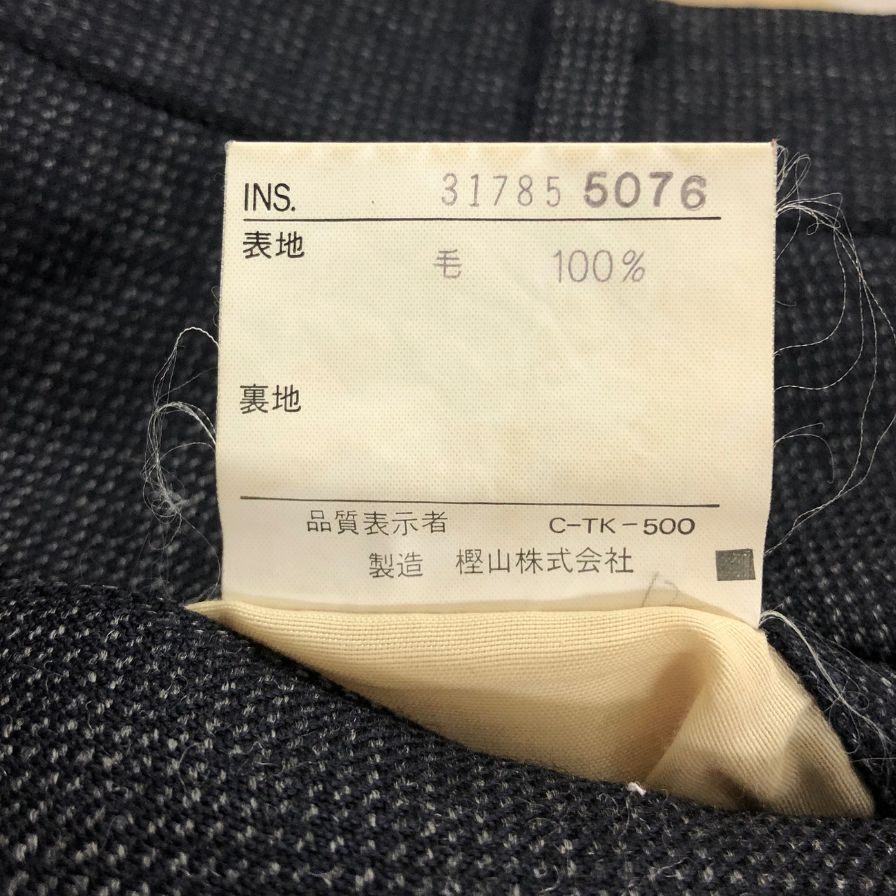 INS. 31785 5076
表地 毛 100%
裏地
品質表示者 C-TK-500
製造 樫山株式会社